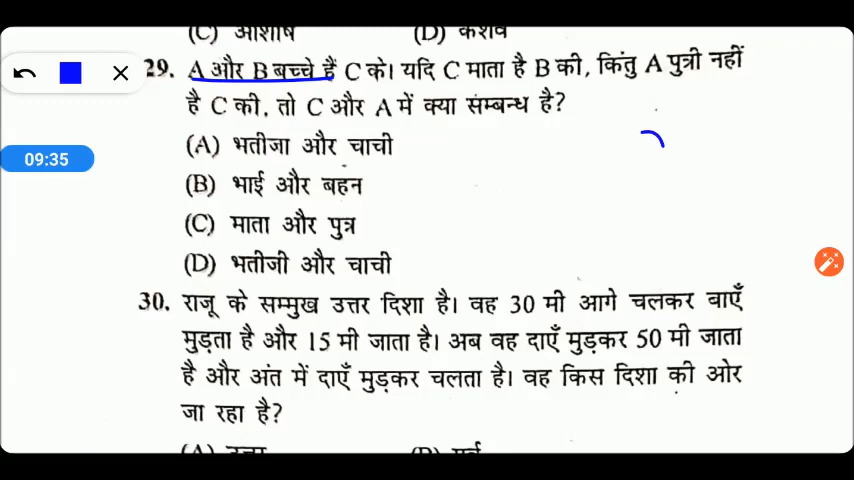 (C) आशीष (D) केशव
29. A और B बच्चे हैं C के। यदि C माता है B की, किंतु A पुत्री नहीं
है C की, तो C और A में क्या सम्बन्ध है?
09:35
(A) भतीजा और चाची
(B) भाई और बहन
(C) माता और पुत्र
(D) भतीजी और चाची
30. राजू के सम्मुख उत्तर दिशा है। वह 30 मी आगे चलकर बाएँ
मुड़ता है और 15 मी जाता है। अब वह दाएँ मुड़कर 50 मी जाता
है और अंत में दाएँ मुड़कर चलता है। वह किस दिशा की ओर
जा रहा है?
(A) उत्तर (B) पूर्व